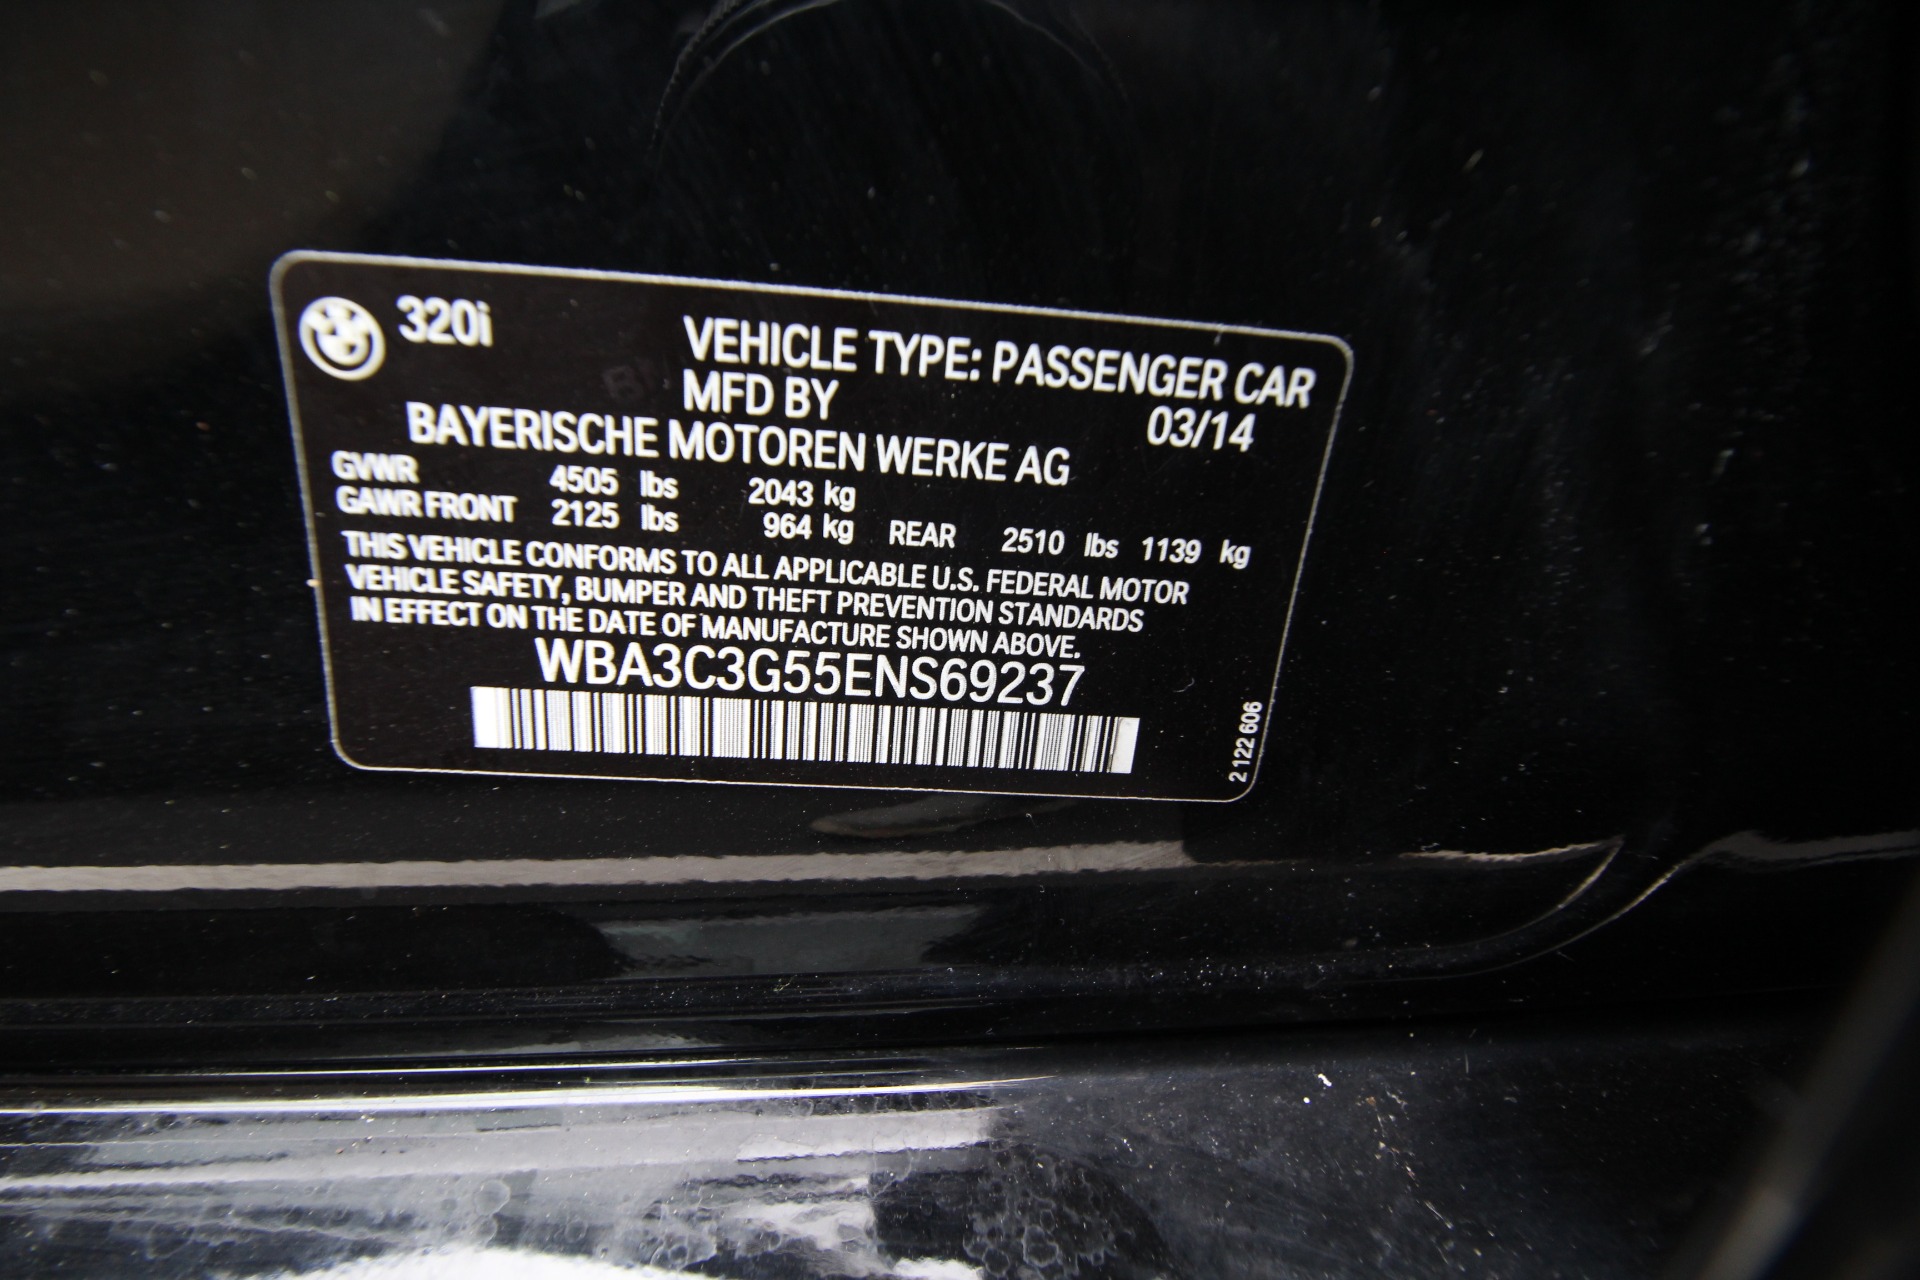 320i
VEHICLE TYPE: PASSENGER CAR
MFD BY 03/14
BAYERISCHE MOTOREN WERKE AG
GVWR 4505 lbs 2043 kg
GAWR FRONT 2125 lbs 964 kg REAR 2510 lbs 1139 kg
THIS VEHICLE CONFORMS TO ALL APPLICABLE U.S. FEDERAL MOTOR
VEHICLE SAFETY, BUMPER AND THEFT PREVENTION STANDARDS
IN EFFECT ON THE DATE OF MANUFACTURE SHOWN ABOVE.
WBA3C3G55ENS69237
2 122 606